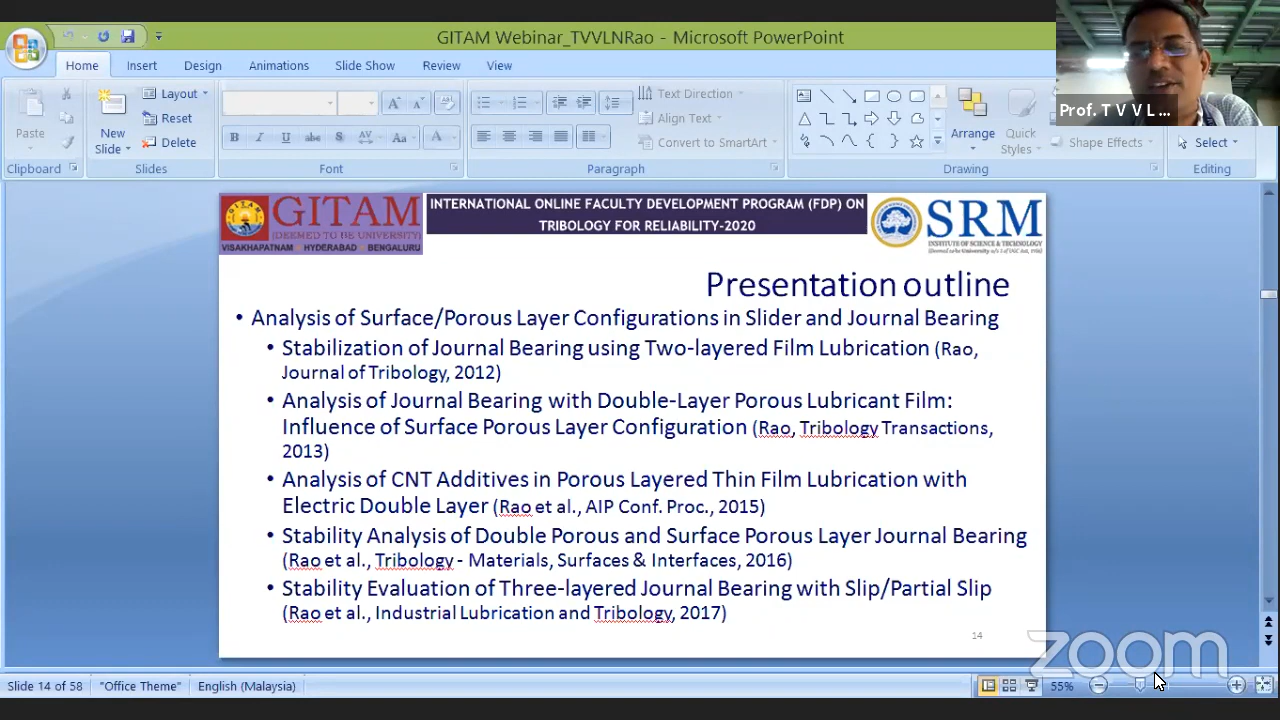 GITAM Webinar_TVVLNRao - Microsoft PowerPoint
Home Insert Design Animations Slide Show Review View
Prof. T V V L ...
Paste
New Slide
Layout
Reset
Delete
B I U abc S AV Aa A
A A
Text Direction
Align Text
Convert to SmartArt
Arrange
Quick Styles
Shape Effects
Select
Clipboard Slides Font Paragraph Drawing Editing
GITAM
(DEEMED TO BE UNIVERSITY)
VISAKHAPATNAM HYDERABAD BENGALURU
INTERNATIONAL ONLINE FACULTY DEVELOPMENT PROGRAM (FDP) ON
TRIBOLOGY FOR RELIABILITY-2020
SRM
INSTITUTE OF SCIENCE & TECHNOLOGY
Presentation outline
• Analysis of Surface/Porous Layer Configurations in Slider and Journal Bearing
• Stabilization of Journal Bearing using Two-layered Film Lubrication (Rao,
Journal of Tribology, 2012)
• Analysis of Journal Bearing with Double-Layer Porous Lubricant Film:
Influence of Surface Porous Layer Configuration (Rao, Tribology Transactions,
2013)
• Analysis of CNT Additives in Porous Layered Thin Film Lubrication with
Electric Double Layer (Rao et al., AIP Conf. Proc., 2015)
• Stability Analysis of Double Porous and Surface Porous Layer Journal Bearing
(Rao et al., Tribology - Materials, Surfaces & Interfaces, 2016)
• Stability Evaluation of Three-layered Journal Bearing with Slip/Partial Slip
(Rao et al., Industrial Lubrication and Tribology, 2017)
14
zoom
Slide 14 of 58 "Office Theme" English (Malaysia) 55%